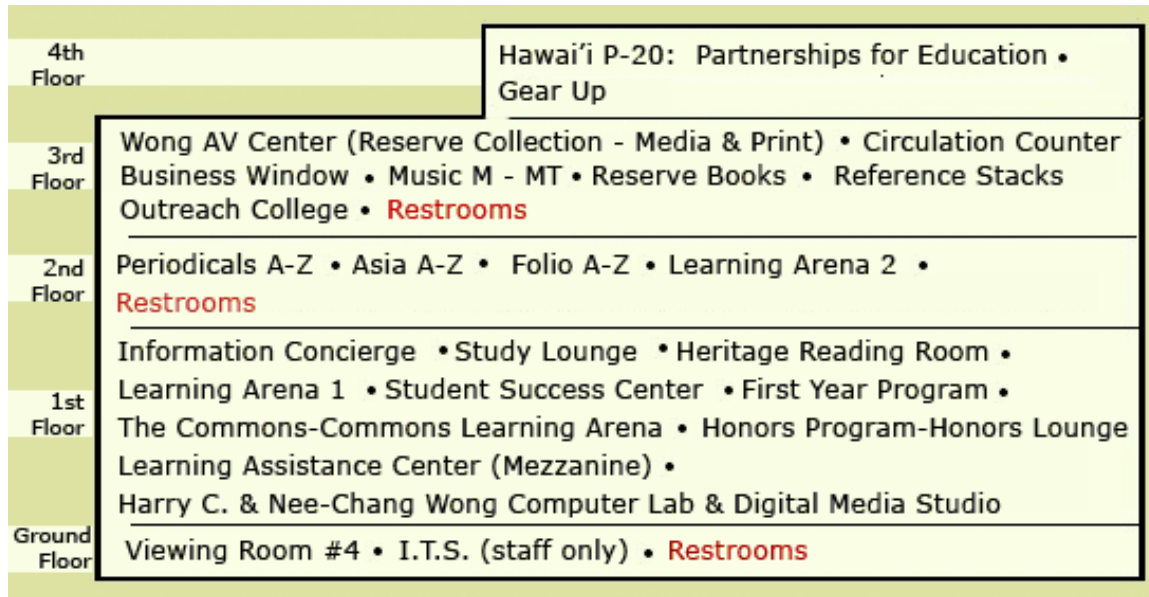 4th
Floor
Hawai‘i P-20: Partnerships for Education •
Gear Up
3rd
Floor
Wong AV Center (Reserve Collection - Media & Print) • Circulation Counter
Business Window • Music M - MT • Reserve Books • Reference Stacks
Outreach College • Restrooms
2nd
Floor
Periodicals A-Z • Asia A-Z • Folio A-Z • Learning Arena 2 •
Restrooms
1st
Floor
Information Concierge • Study Lounge • Heritage Reading Room •
Learning Arena 1 • Student Success Center • First Year Program •
The Commons-Commons Learning Arena • Honors Program-Honors Lounge
Learning Assistance Center (Mezzanine) •
Harry C. & Nee-Chang Wong Computer Lab & Digital Media Studio
Ground
Floor
Viewing Room #4 • I.T.S. (staff only) • Restrooms